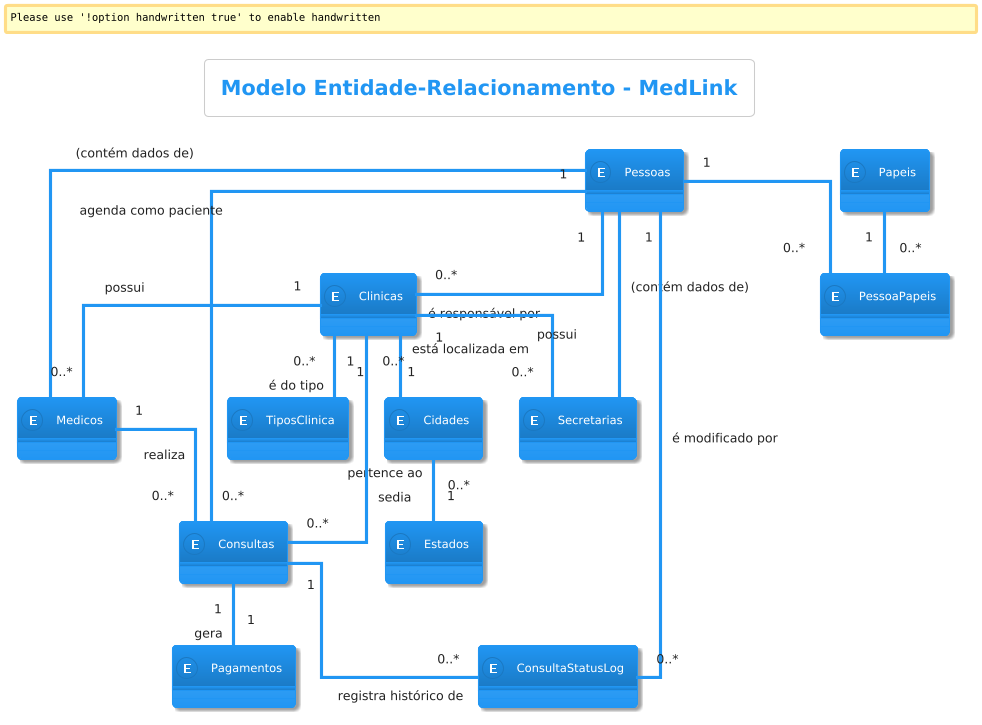 Please use '!option handwritten true' to enable handwritten
Modelo Entidade-Relacionamento - MedLink
(contém dados de)
1
1
E Pessoas
E Papeis
agenda como paciente
1
1
1
0..*
0..*
0..*
possui
1
E Clinicas
(contém dados de)
E PessoaPapeis
é responsável por
1
possui
está localizada em
0..*
1
0..*
0..*
1
1
0..*
é do tipo
1
E Medicos
E TiposClinica
E Cidades
E Secretarias
é modificado por
realiza
pertence ao
0..*
0..*
0..*
sedia
1
0..*
E Consultas
E Estados
1
1
1
gera
0..*
0..*
E Pagamentos
E ConsultaStatusLog
registra histórico de